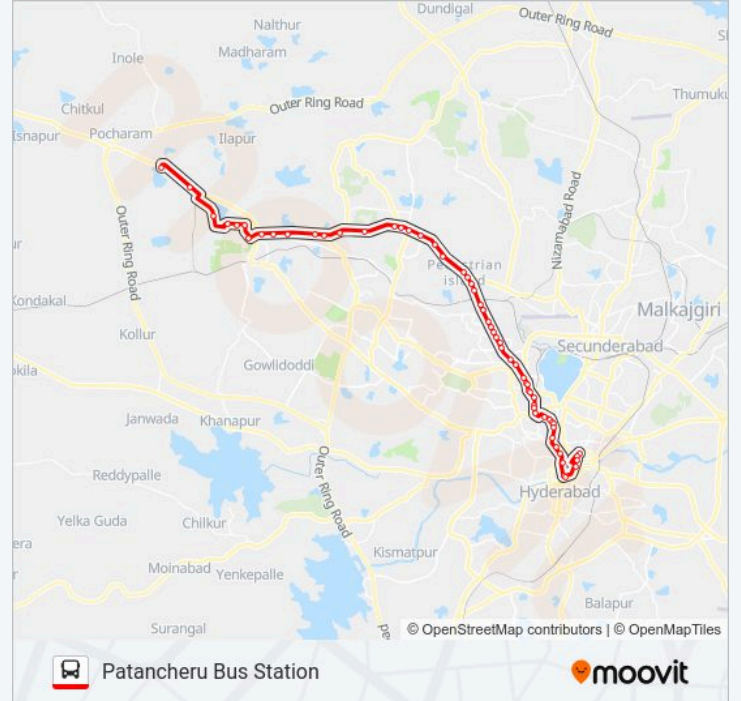 Dundigal
Nalthur
Outer Ring Road
Madharam
Inole
Thumuku
Outer Ring Road
Chitkul
Isnapur
Pocharam
Ilapur
Outer Ring Road
Nizamabad Road
Pedestrian
island
Kondakal
Malkajgiri
Kollur
Secunderabad
Gowlidoddi
Janwada
Khanapur
Outer Ring Road
Reddypalle
Hyderabad
Yelka Guda
Chilkur
Kismatpur
Moinabad
Yenkepalle
Balapur
Surangal
© OpenStreetMap contributors | © OpenMapTiles
Patancheru Bus Station
moovit